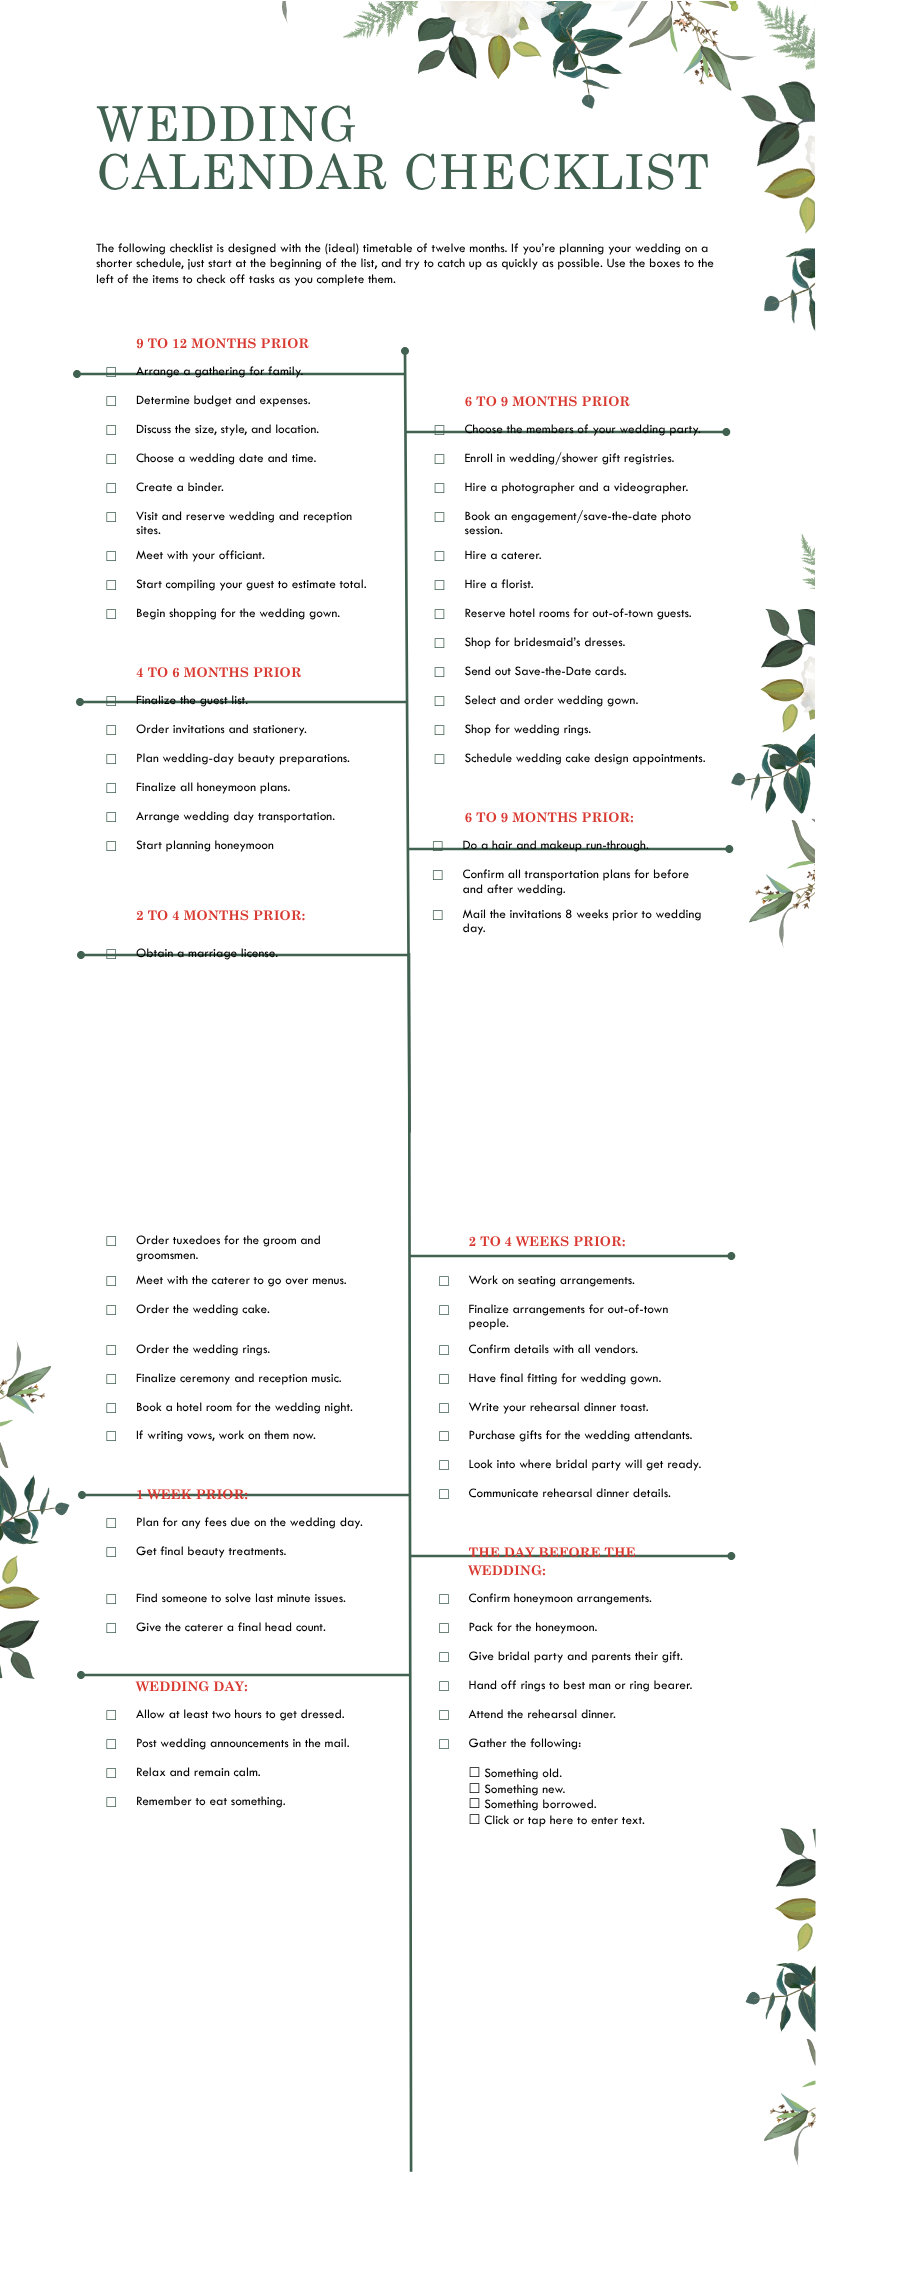 WEDDING
CALENDAR CHECKLIST
The following checklist is designed with the (ideal) timetable of twelve months. If you're planning your wedding on a
shorter schedule, just start at the beginning of the list, and try to catch up as quickly as possible. Use the boxes to the
left of the items to check off tasks as you complete them.
9 TO 12 MONTHS PRIOR
☐ Arrange a gathering for family.
☐ Determine budget and expenses.
☐ Discuss the size, style, and location.
☐ Choose a wedding date and time.
☐ Create a binder.
☐ Visit and reserve wedding and reception
sites.
☐ Meet with your officiant.
☐ Start compiling your guest to estimate total.
☐ Begin shopping for the wedding gown.
6 TO 9 MONTHS PRIOR
☐ Choose the members of your wedding party.
☐ Enroll in wedding/shower gift registries.
☐ Hire a photographer and a videographer.
☐ Book an engagement/save-the-date photo
session.
☐ Hire a caterer.
☐ Hire a florist.
☐ Reserve hotel rooms for out-of-town guests.
☐ Shop for bridesmaid's dresses.
☐ Send out Save-the-Date cards.
☐ Select and order wedding gown.
☐ Shop for wedding rings.
☐ Schedule wedding cake design appointments.
4 TO 6 MONTHS PRIOR
☐ Finalize the guest list.
☐ Order invitations and stationery.
☐ Plan wedding-day beauty preparations.
☐ Finalize all honeymoon plans.
☐ Arrange wedding day transportation.
☐ Start planning honeymoon
6 TO 9 MONTHS PRIOR:
☐ Do a hair and makeup run-through.
☐ Confirm all transportation plans for before
and after wedding.
☐ Mail the invitations 8 weeks prior to wedding
day.
2 TO 4 MONTHS PRIOR:
☐ Obtain a marriage license.
☐ Order tuxedoes for the groom and
groomsmen.
☐ Meet with the caterer to go over menus.
☐ Order the wedding cake.
☐ Order the wedding rings.
☐ Finalize ceremony and reception music.
☐ Book a hotel room for the wedding night.
☐ If writing vows, work on them now.
2 TO 4 WEEKS PRIOR:
☐ Work on seating arrangements.
☐ Finalize arrangements for out-of-town
people.
☐ Confirm details with all vendors.
☐ Have final fitting for wedding gown.
☐ Write your rehearsal dinner toast.
☐ Purchase gifts for the wedding attendants.
☐ Look into where bridal party will get ready.
☐ Communicate rehearsal dinner details.
1 WEEK PRIOR:
☐ Plan for any fees due on the wedding day.
☐ Get final beauty treatments.
☐ Find someone to solve last minute issues.
☐ Give the caterer a final head count.
THE DAY BEFORE THE
WEDDING:
☐ Confirm honeymoon arrangements.
☐ Pack for the honeymoon.
☐ Give bridal party and parents their gift.
☐ Hand off rings to best man or ring bearer.
☐ Attend the rehearsal dinner.
☐ Gather the following:
☐ Something old.
☐ Something new.
☐ Something borrowed.
☐ Click or tap here to enter text.
WEDDING DAY:
☐ Allow at least two hours to get dressed.
☐ Post wedding announcements in the mail.
☐ Relax and remain calm.
☐ Remember to eat something.